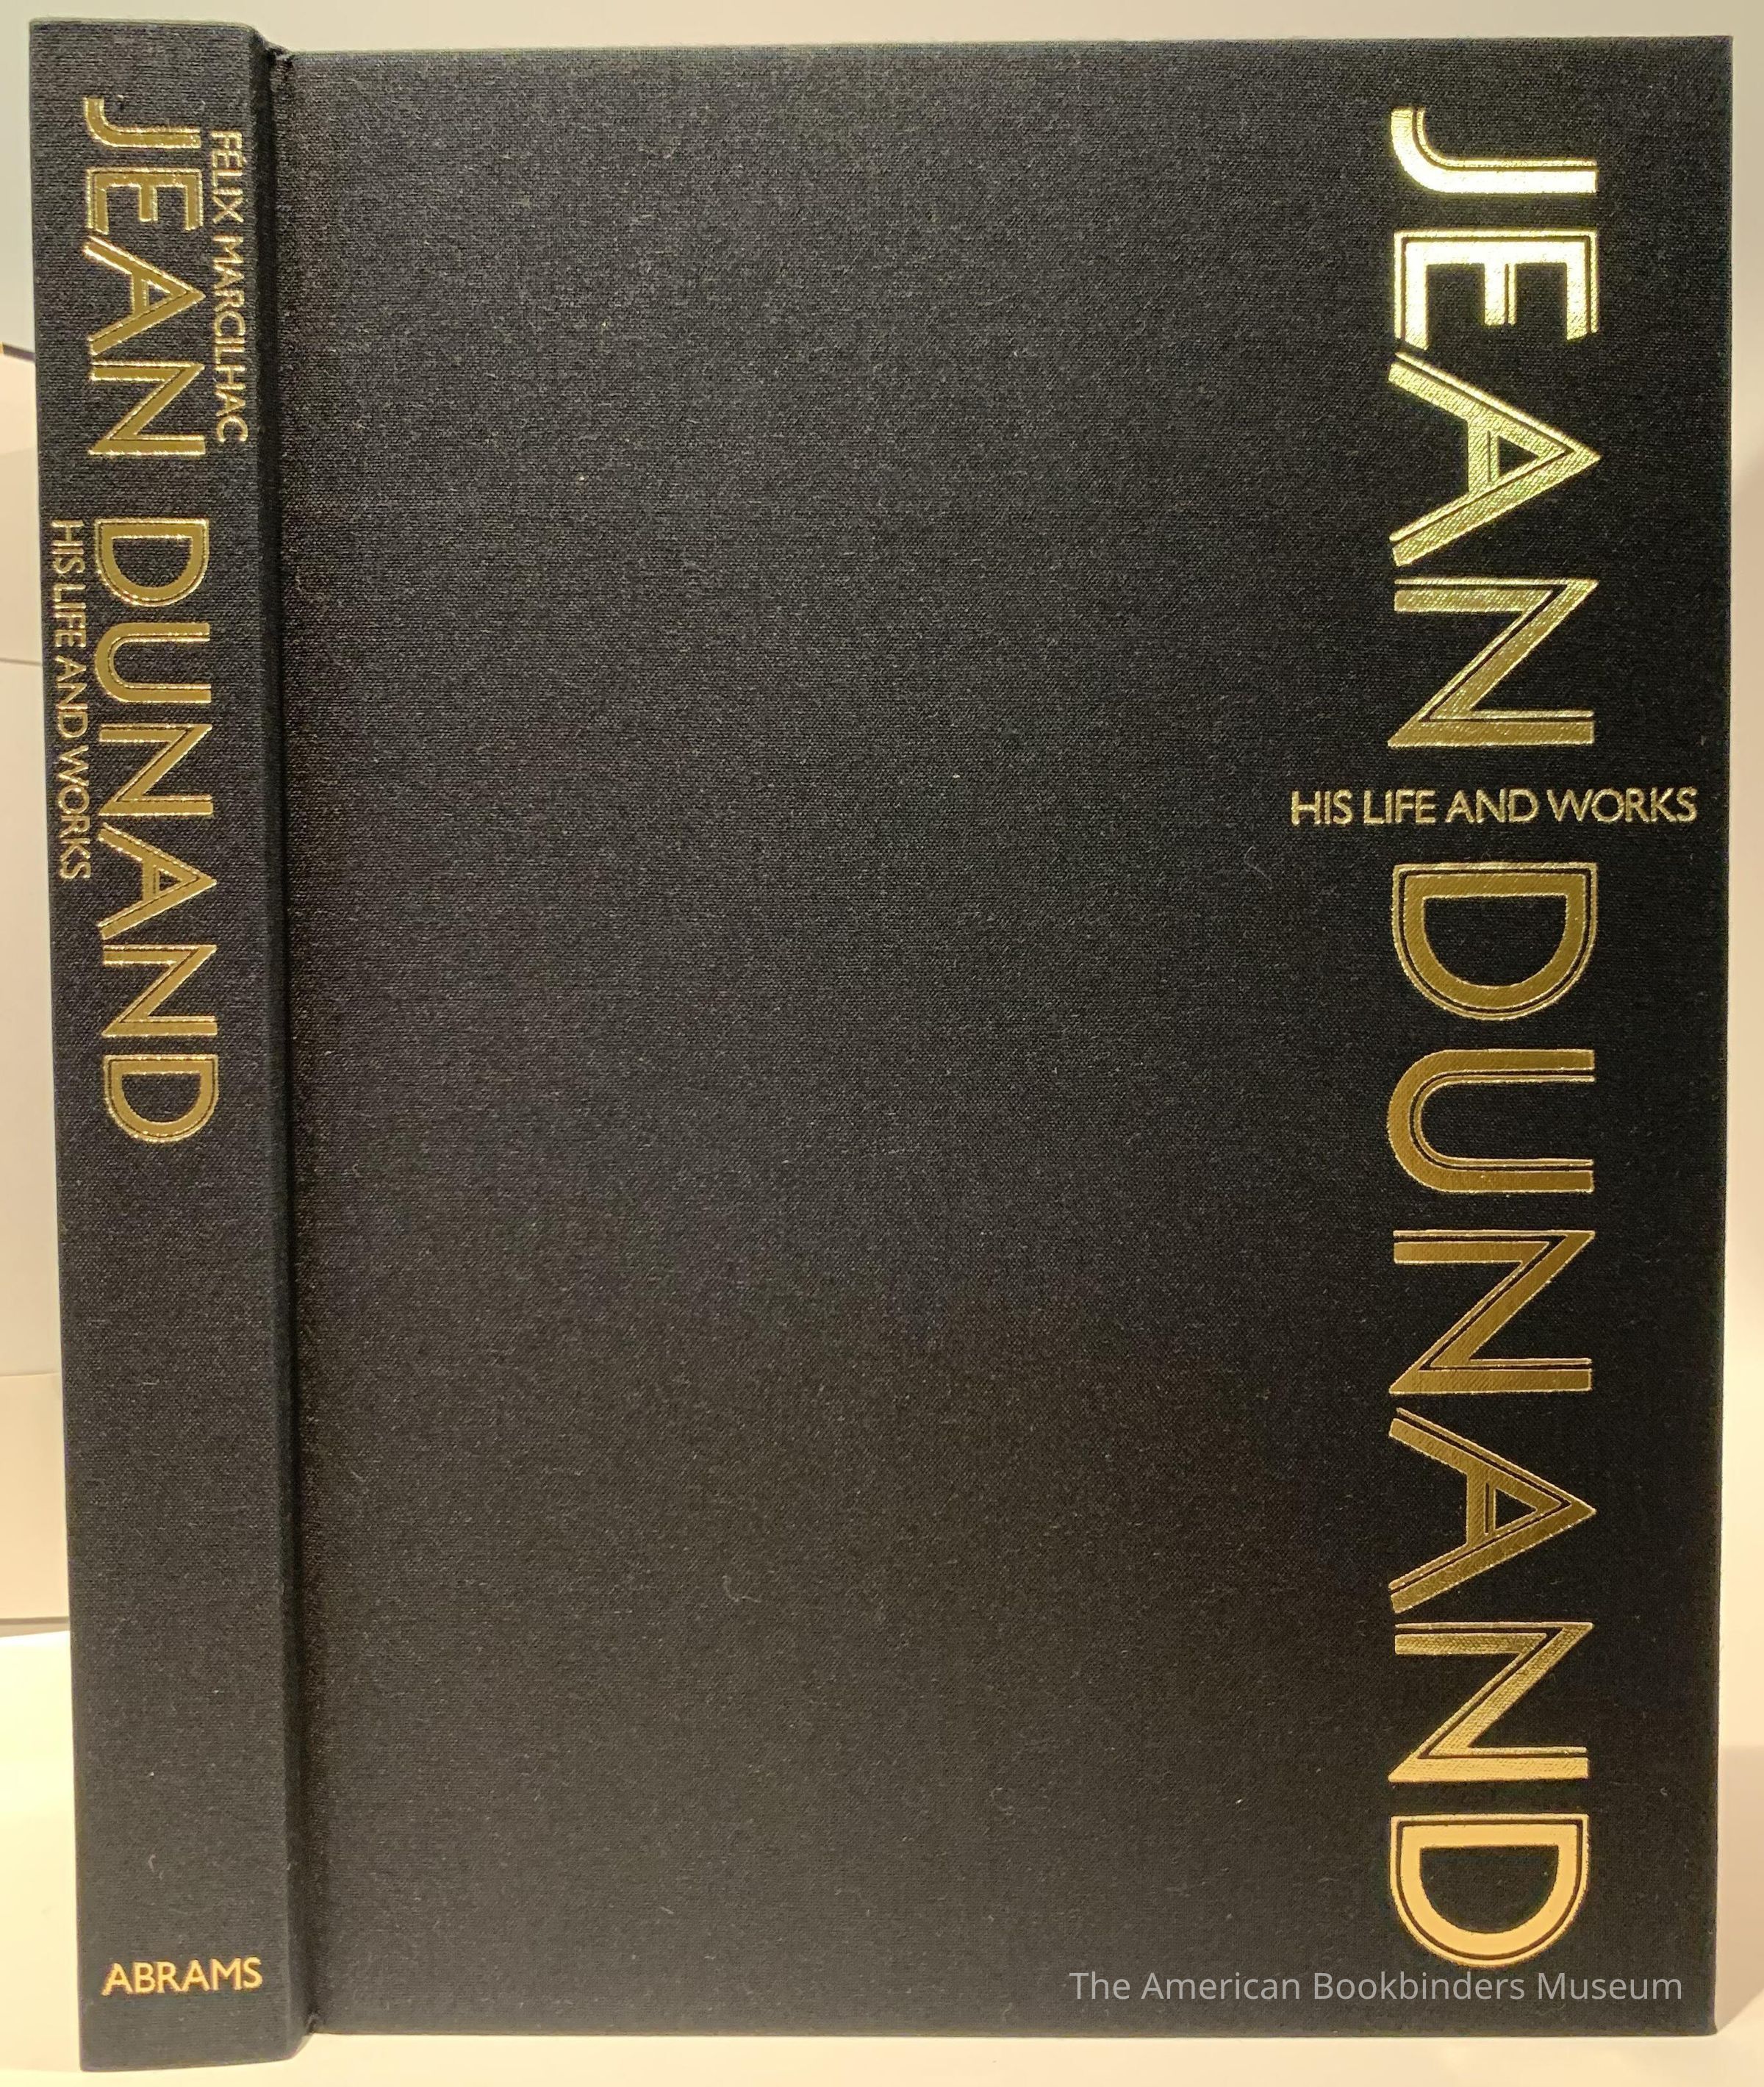 FÉLIX MARCILHAC
JEAN DUNAND
HIS LIFE AND WORKS
ABRAMS
JEAN
HIS LIFE AND WORKS
DUNAND
The American Bookbinders Museum